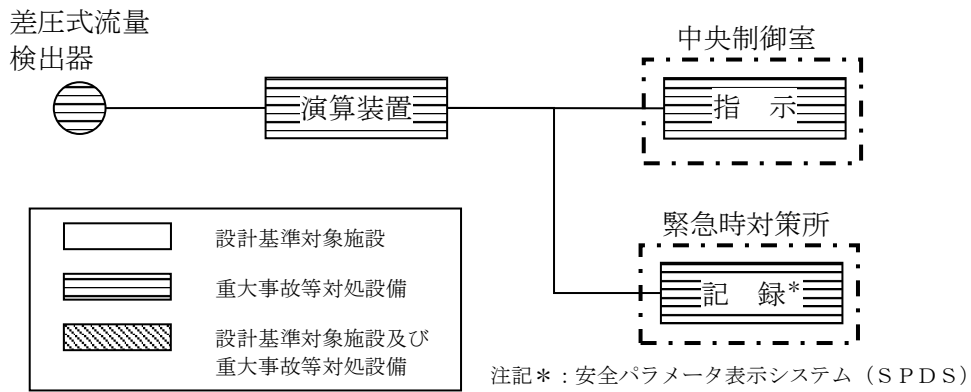 差圧式流量
検出器
中央制御室
演算装置
指　示
緊急時対策所
記　録*
設計基準対象施設
重大事故等対処設備
設計基準対象施設及び
重大事故等対処設備
注記＊：安全パラメータ表示システム（ＳＰＤＳ）